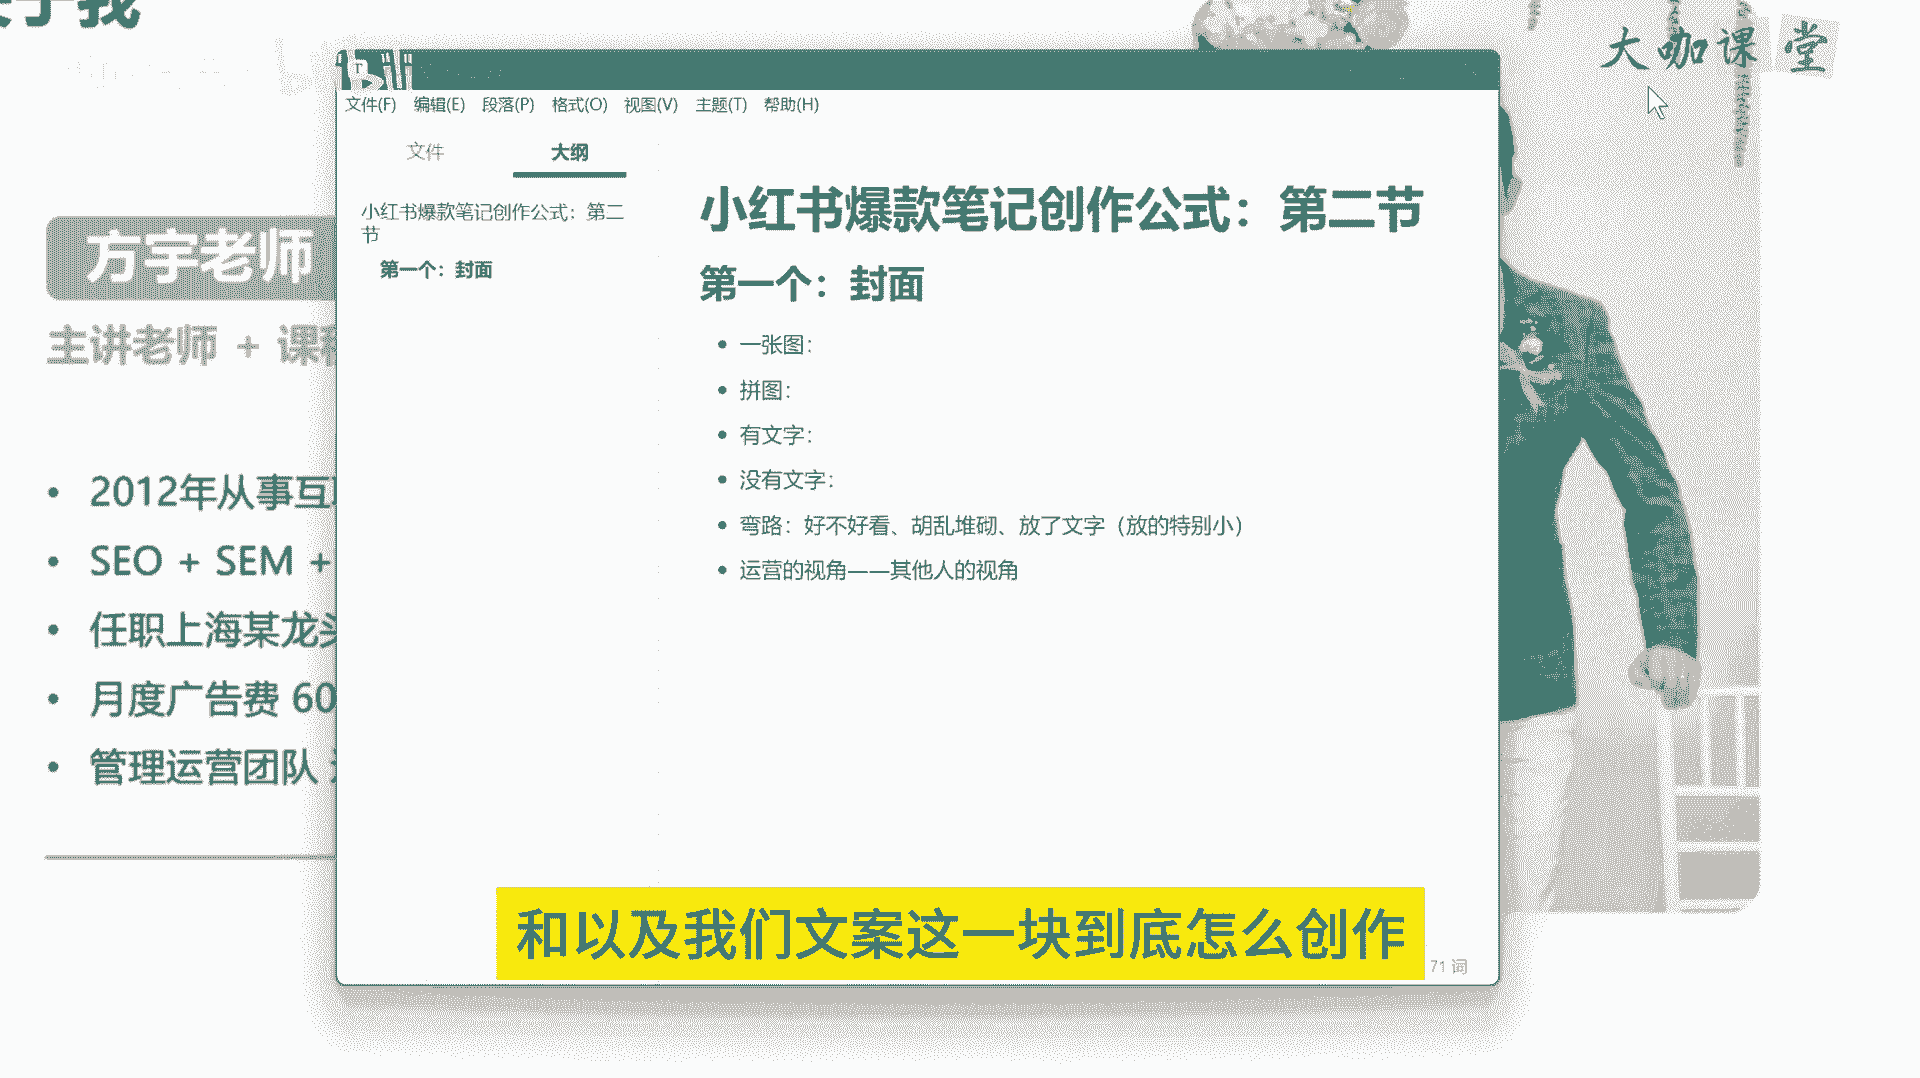 大咖课堂
方宇老师
主讲老师 + 课
2012年从事互
SEO + SEM +
任职上海某龙
月度广告费 60
管理运营团队
文件(F) 编辑(E) 段落(P) 格式(O) 视图(V) 主题(T) 帮助(H)
文件 大纲
小红书爆款笔记创作公式：第二
节
第一个：封面
小红书爆款笔记创作公式：第二节
第一个：封面
一张图：
拼图：
有文字：
没有文字：
弯路：好不好看、胡乱堆砌、放了文字（放的特别小）
运营的视角——其他人的视角
和以及我们文案这一块到底怎么创作
71 词